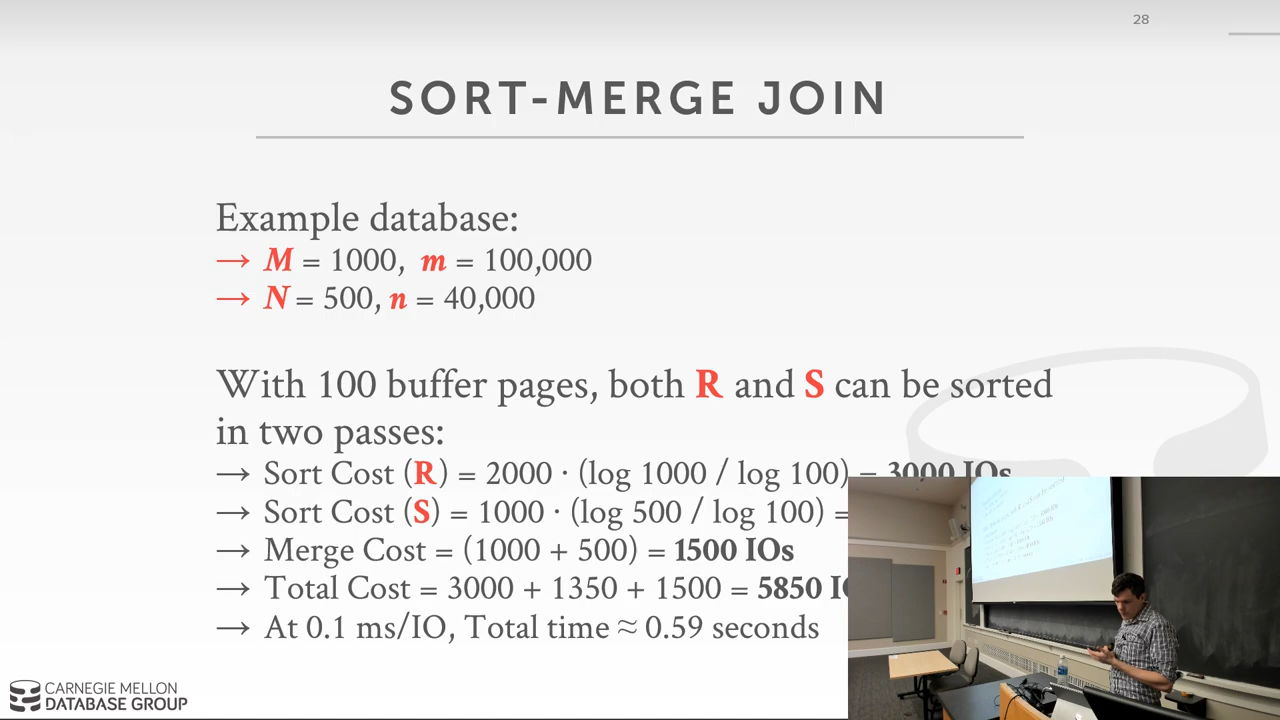 28
SORT-MERGE JOIN
Example database:
→ M = 1000, m = 100,000
→ N = 500, n = 40,000
With 100 buffer pages, both R and S can be sorted
in two passes:
→ Sort Cost (R) = 2000 · (log 1000 / log 100) = 3000 IOs
→ Sort Cost (S) = 1000 · (log 500 / log 100) =
→ Merge Cost = (1000 + 500) = 1500 IOs
→ Total Cost = 3000 + 1350 + 1500 = 5850 IO
→ At 0.1 ms/IO, Total time ≈ 0.59 seconds
CARNEGIE MELLON
DATABASE GROUP